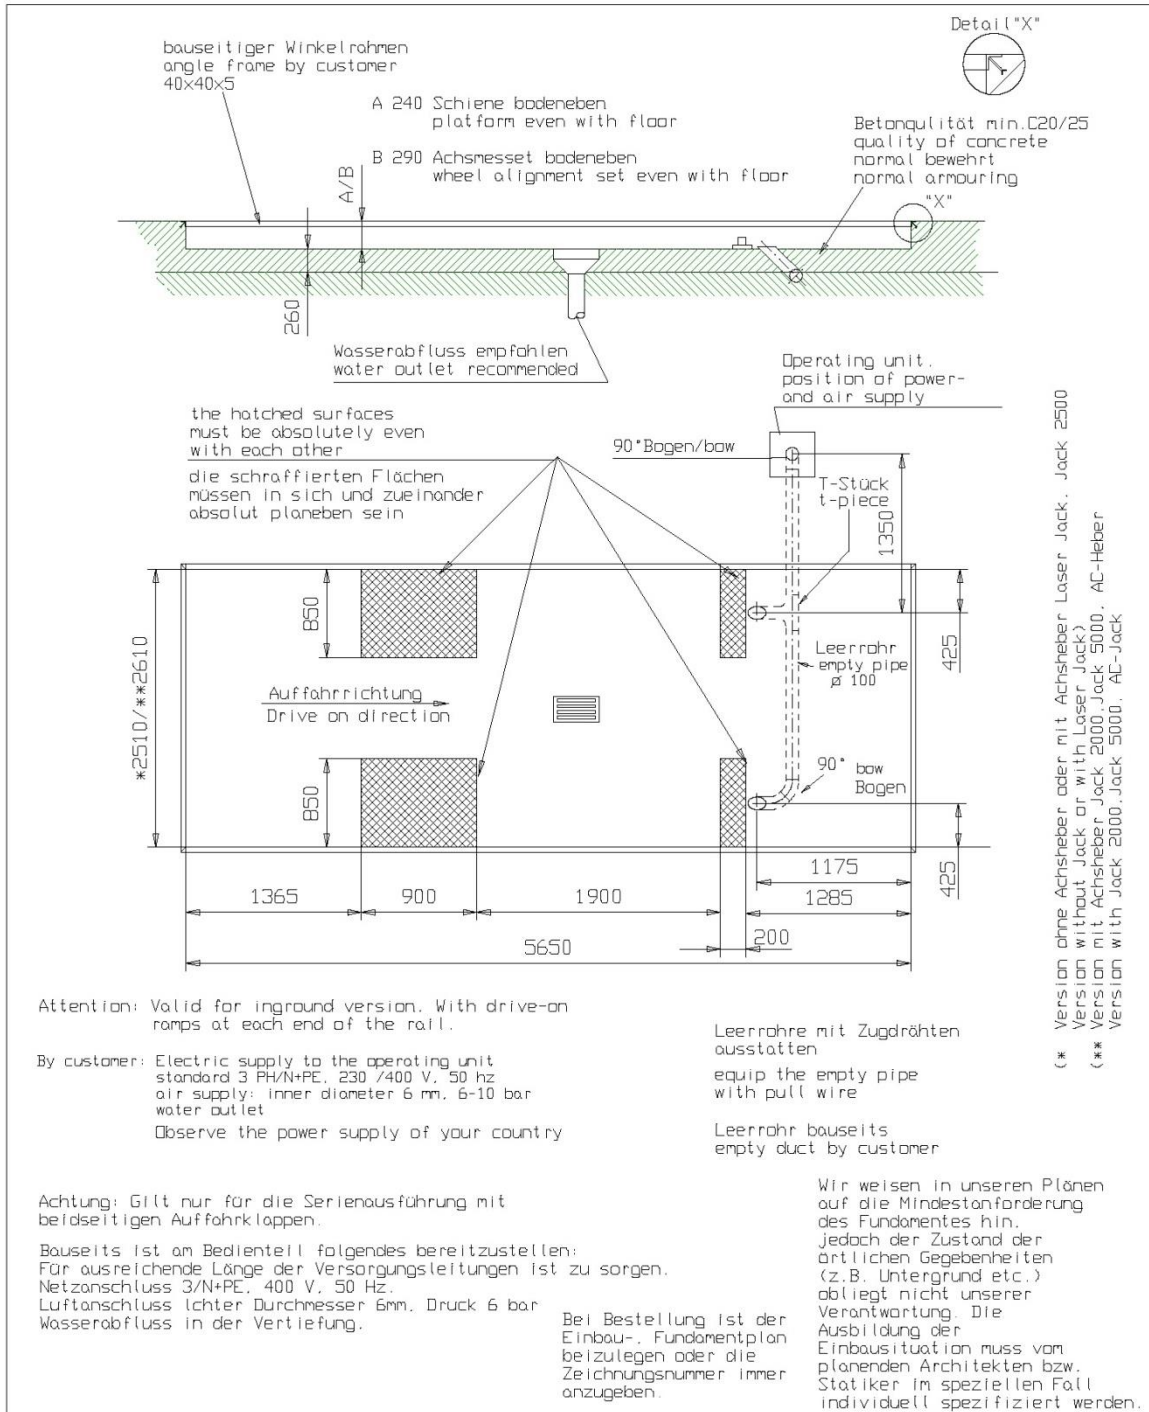 Detail "X"
bauseitiger Winkelrahmen
angle frame by customer
40x40x5
A 240 Schiene bodeneben
platform even with floor
B 290 Achsmesset bodeneben
wheel alignment set even with floor
Betonqulität min.C20/25
quality of concrete
normal bewehrt
normal armouring
A/B
"X"
260
Wasserabfluss empfohlen
water outlet recommended
Operating unit,
position of power-
and air supply
the hatched surfaces
must be absolutely even
with each other
die schraffierten Flächen
müssen in sich und zueinander
absolut planeben sein
90°Bogen/bow
T-Stück
t-piece
1350
850
*2510/**2610
Auffahrrichtung
Drive on direction
Leerrohr
empty pipe
ø 100
425
850
90° bow
Bogen
1175
425
1365
900
1900
1285
200
5650
(* Version ohne Achsheber oder mit Achsheber Laser Jack, Jack 2500
Version without Jack or with Laser Jack)
(** Version mit Achsheber Jack 2000,Jack 5000, AC-Heber
Version with Jack 2000,Jack 5000, AC-Jack
Attention: Valid for inground version. With drive-on
ramps at each end of the rail.
By customer: Electric supply to the operating unit
standard 3 PH/N+PE, 230 /400 V, 50 hz
air supply: inner diameter 6 mm, 6-10 bar
water outlet
Observe the power supply of your country
Leerrohre mit Zugdrähten
ausstatten
equip the empty pipe
with pull wire
Leerrohr bauseits
empty duct by customer
Achtung: Gilt nur für die Serienausführung mit
beidseitigen Auffahrklappen.
Bauseits ist am Bedienteil folgendes bereitzustellen:
Für ausreichende Länge der Versorgungsleitungen ist zu sorgen.
Netzanschluss 3/N+PE, 400 V, 50 Hz.
Luftanschluss lchter Durchmesser 6mm, Druck 6 bar
Wasserabfluss in der Vertiefung.
Bei Bestellung ist der
Einbau-, Fundamentplan
beizulegen oder die
Zeichnungsnummer immer
anzugeben.
Wir weisen in unseren Plänen
auf die Mindestanforderung
des Fundamentes hin,
jedoch der Zustand der
örtlichen Gegebenheiten
(z.B. Untergrund etc.)
obliegt nicht unserer
Verantwortung. Die
Ausbildung der
Einbausituation muss vom
planenden Architekten bzw.
Statiker im speziellen Fall
individuell spezifiziert werden.